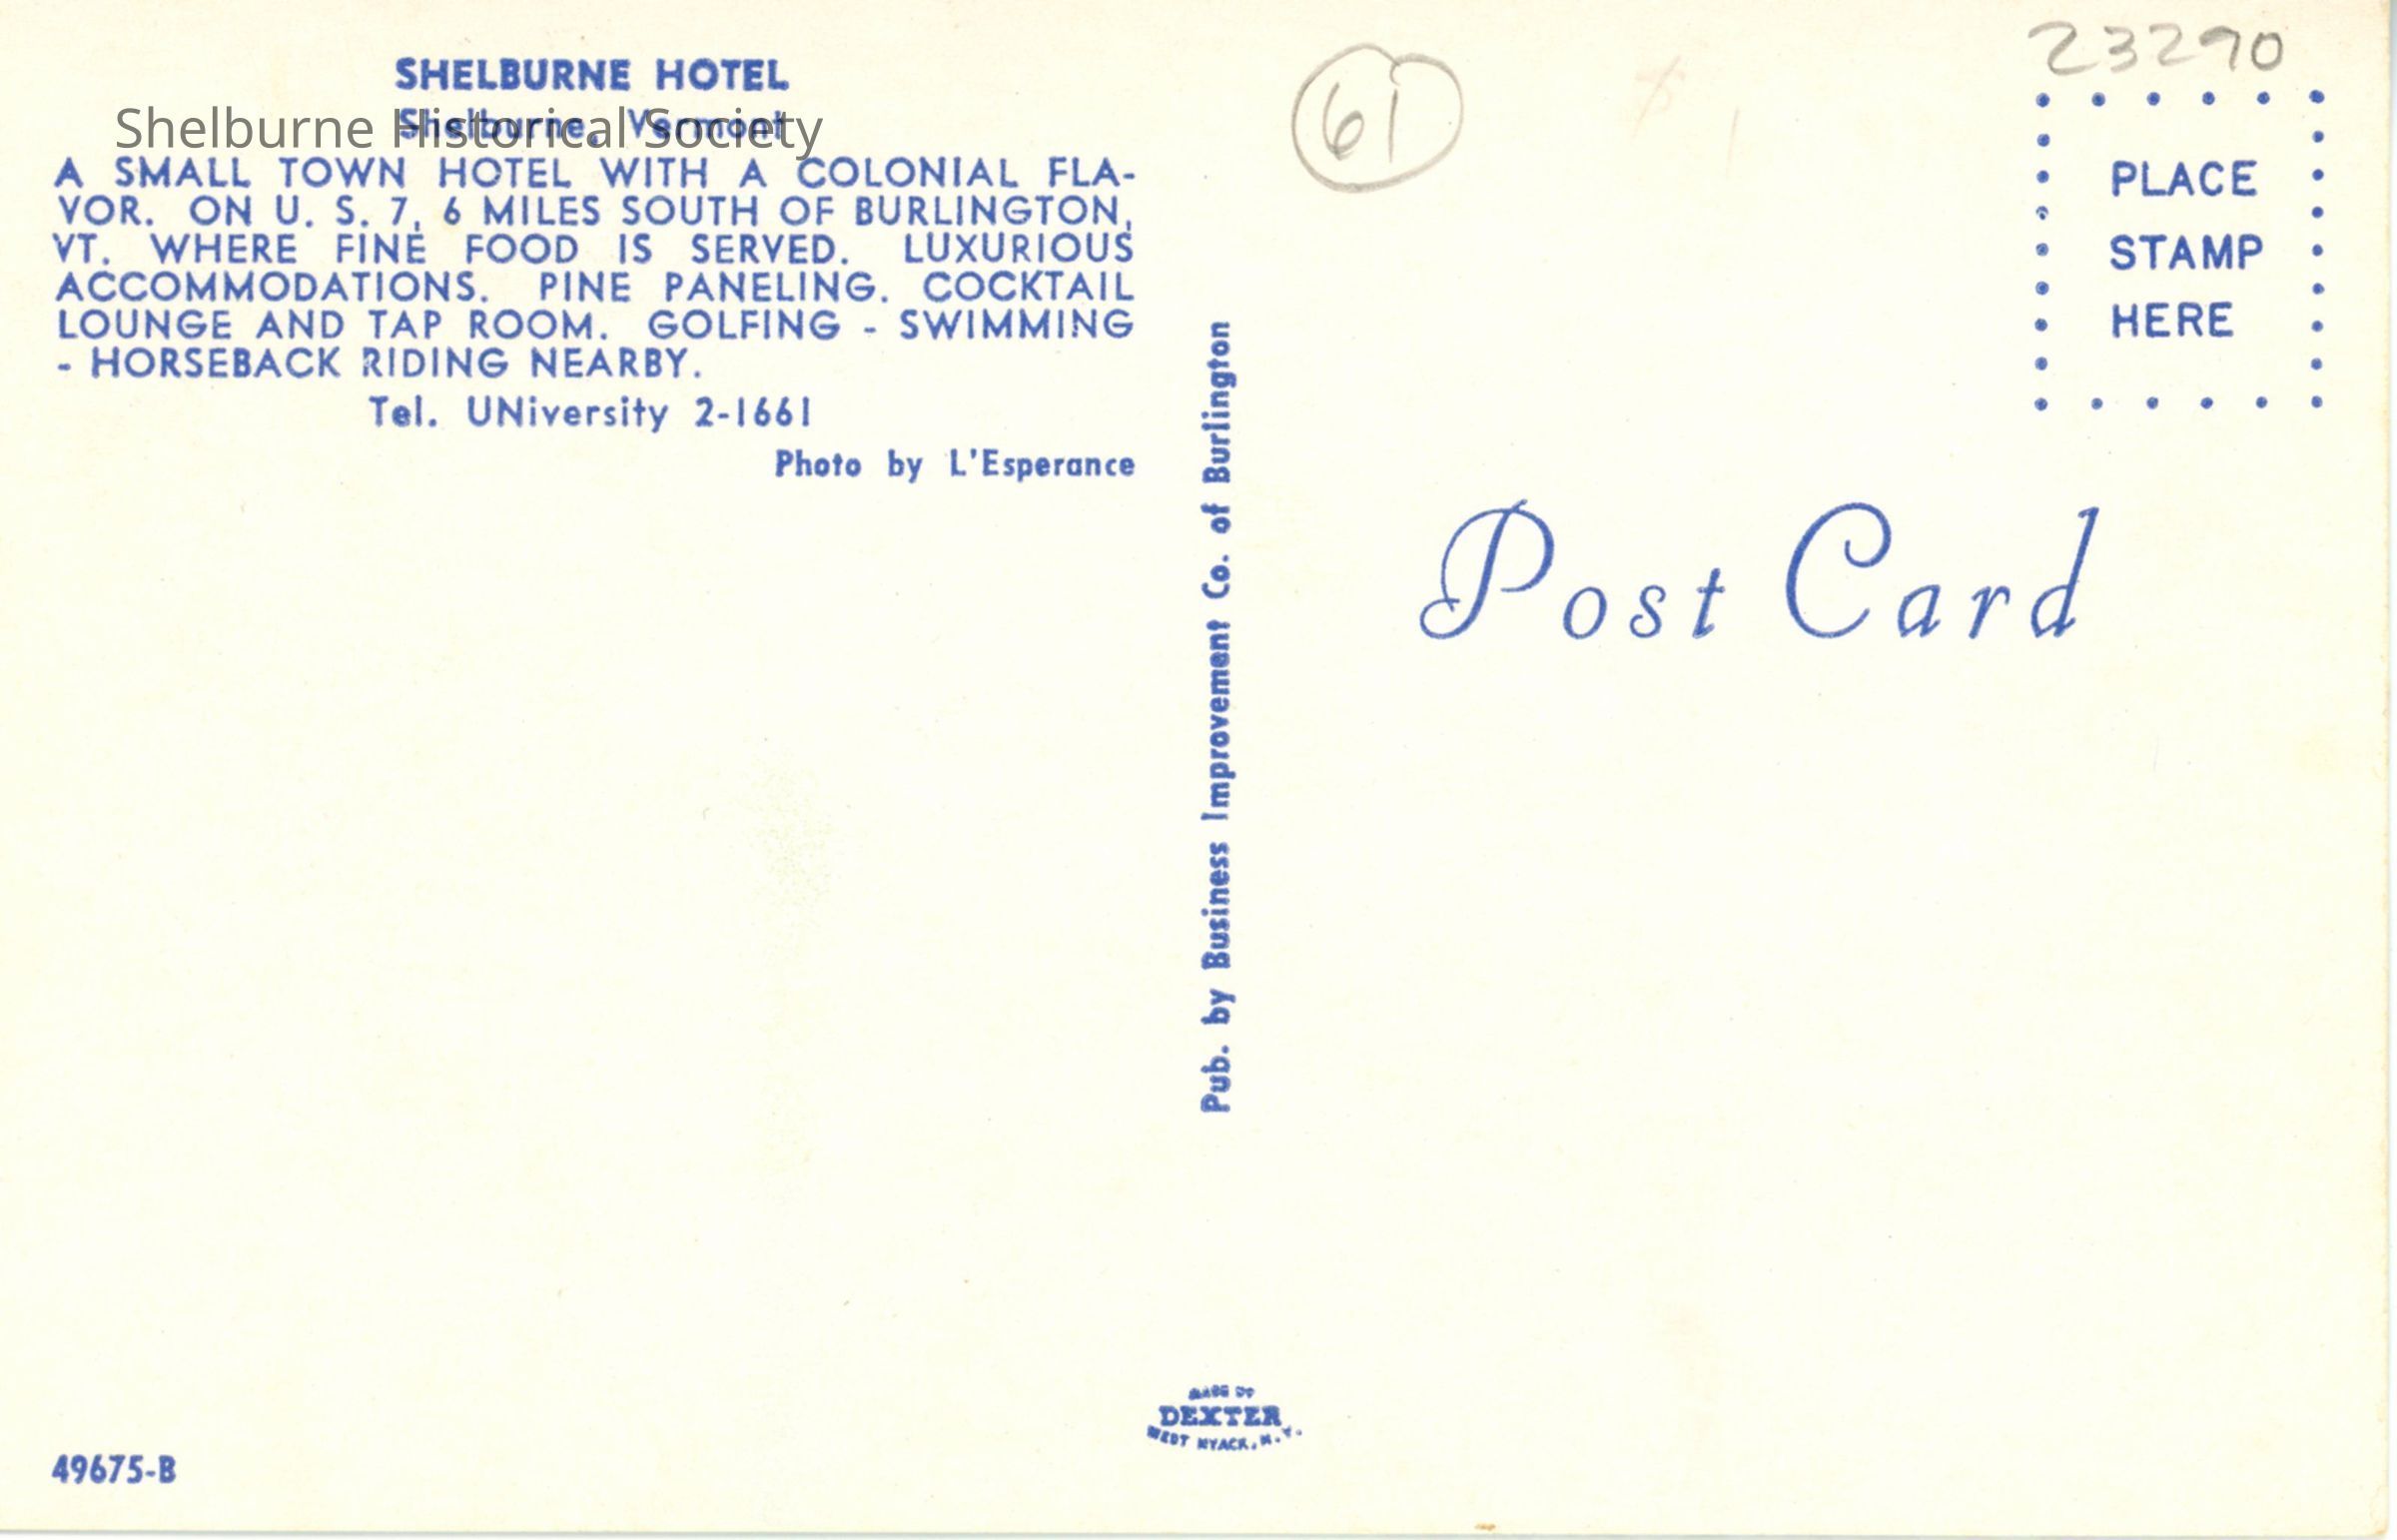 SHELBURNE HOTEL
Shelburne, Vermont
Shelburne Historical Society
A SMALL TOWN HOTEL WITH A COLONIAL FLA-
VOR. ON U. S. 7, 6 MILES SOUTH OF BURLINGTON,
VT. WHERE FINE FOOD IS SERVED. LUXURIOUS
ACCOMMODATIONS. PINE PANELING. COCKTAIL
LOUNGE AND TAP ROOM. GOLFING - SWIMMING
- HORSEBACK RIDING NEARBY.
Tel. UNiversity 2-1661
Photo by L'Esperance
49675-B
Pub. by Business Improvement Co. of Burlington
MADE BY
DEXTER
WEST NYACK, N.Y.
61
23290
PLACE
STAMP
HERE
Post Card